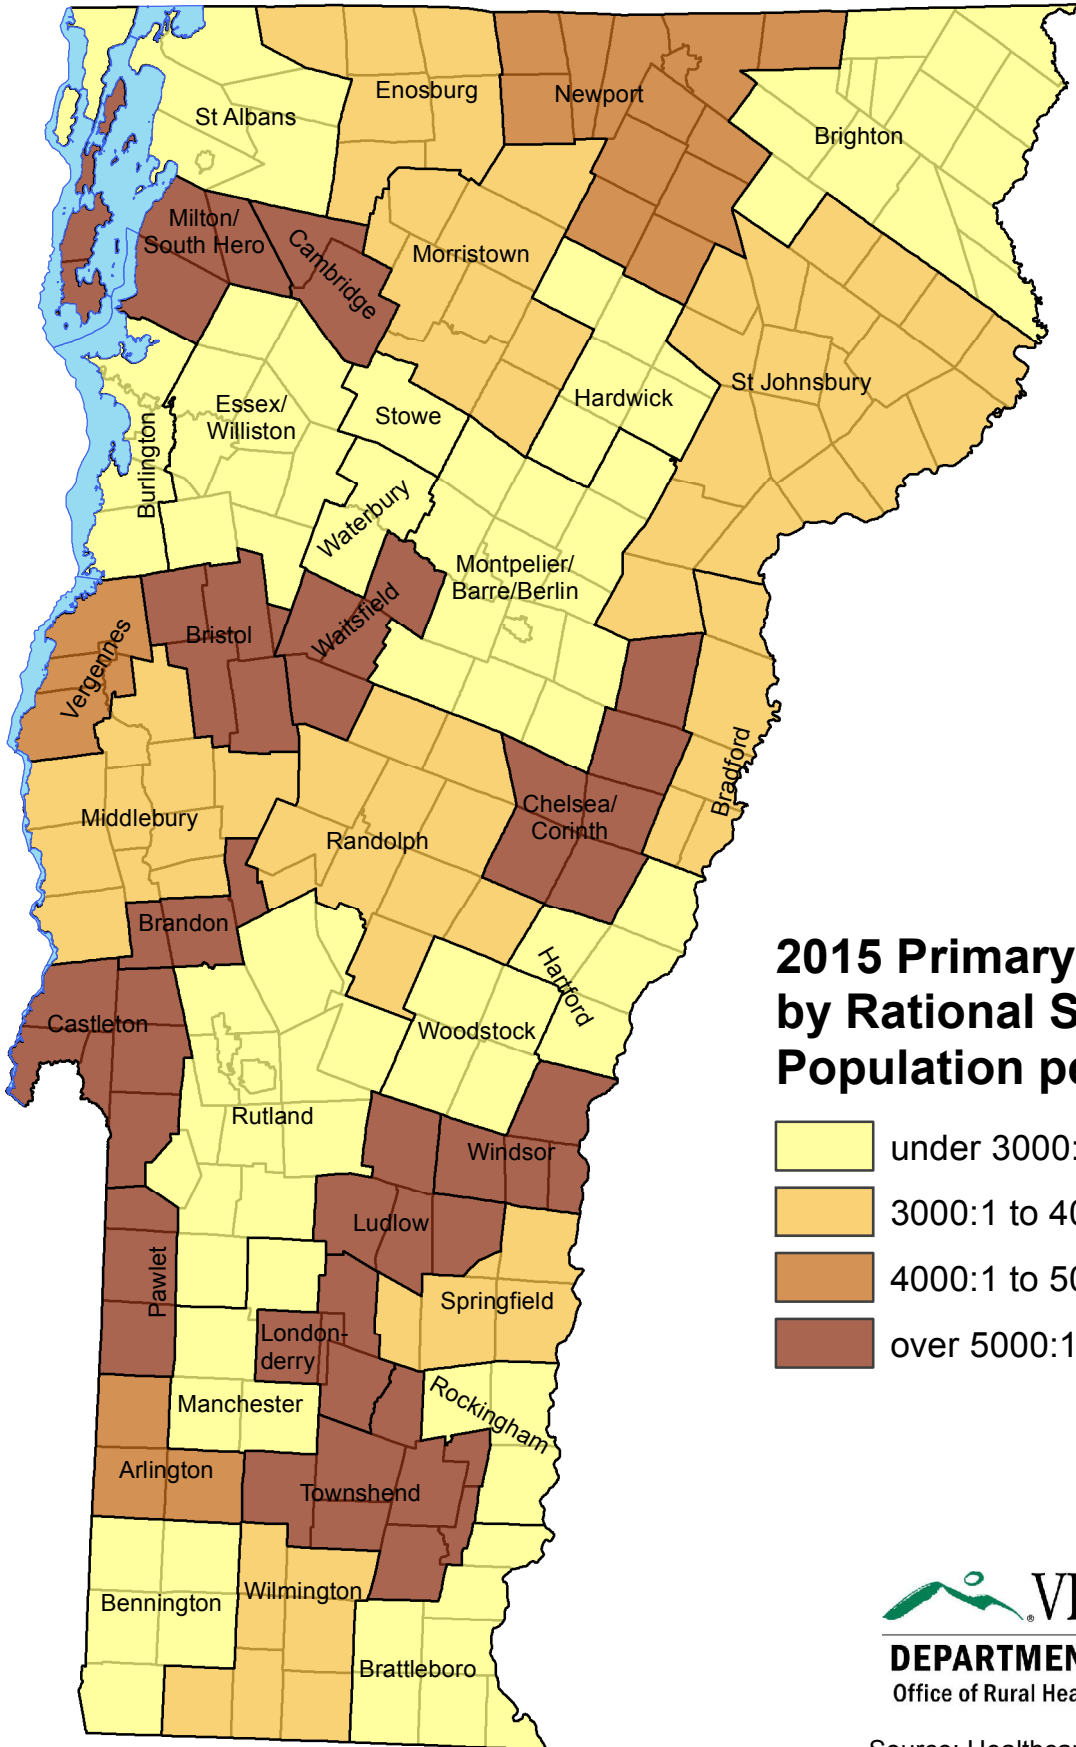 St Albans
Enosburg
Newport
Brighton
Milton/
South Hero
Cambridge
Morristown
St Johnsbury
Hardwick
Essex/
Williston
Stowe
Burlington
Waterbury
Montpelier/
Barre/Berlin
Waitsfield
Bristol
Vergennes
Bradford
Middlebury
Chelsea/
Corinth
Randolph
Brandon
Hartford
Castleton
Woodstock
Rutland
Windsor
Ludlow
Pawlet
Springfield
London-
derry
Manchester
Rockingham
Arlington
Townshend
Wilmington
Bennington
Brattleboro
2015 Primary
by Rational S
Population pe
under 3000:
3000:1 to 40
4000:1 to 50
over 5000:1
VE
DEPARTMEN
Office of Rural Hea
Source: Healthcar